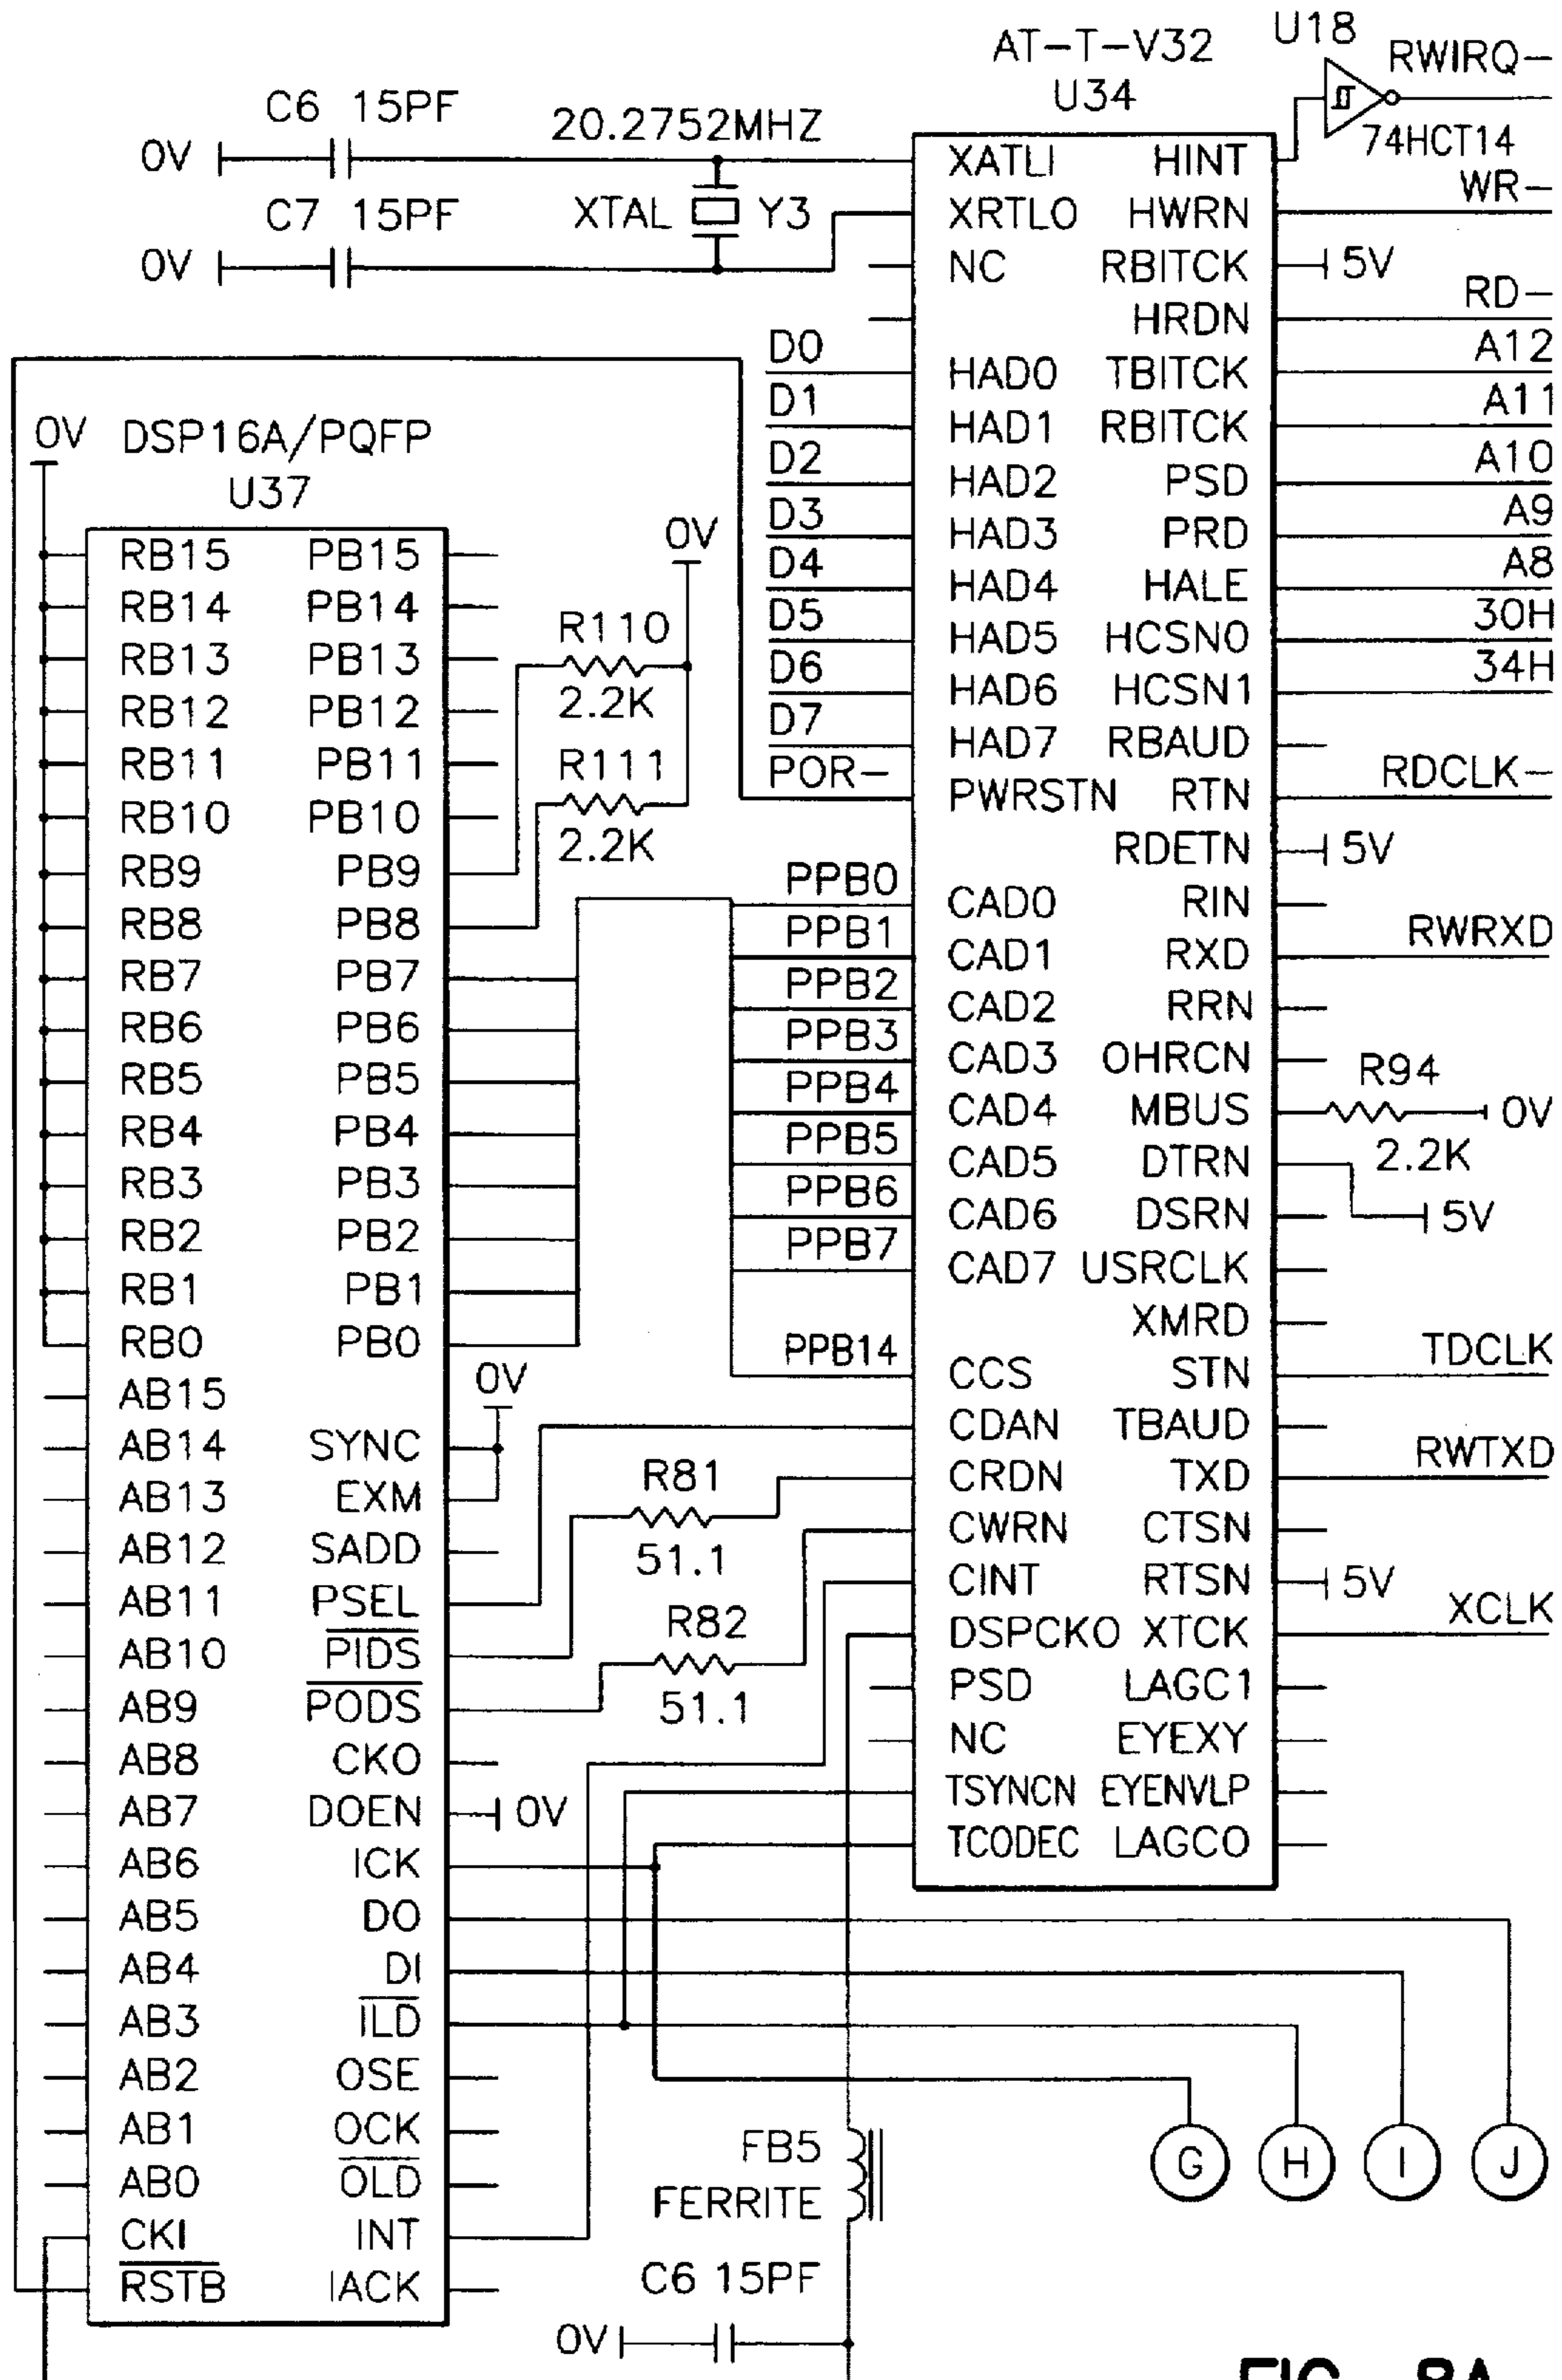 AT-T-V32 U18 RWIRQ-
C6 15PF 20.2752MHZ U34
0V 74HCT14
XATLI HINT
WR-
C7 15PF XTAL Y3 XRTLO HWRN
0V NC RBITCK 5V
RD-
HRDN
D0 A12
HAD0 TBITCK
D1 A11
0V DSP16A/PQFP HAD1 RBITCK
D2 A10
U37 HAD2 PSD
D3 A9
0V HAD3 PRD
RB15 PB15
D4 A8
RB14 PB14 HAD4 HALE
R110 D5 30H
RB13 PB13 HAD5 HCSN0
D6 34H
2.2K HAD6 HCSN1
RB12 PB12
D7
HAD7 RBAUD
RB11 PB11 R111 POR- RDCLK-
PWRSTN RTN
RB10 PB10
2.2K RDETN 5V
RB9 PB9 PPB0
CAD0 RIN
RB8 PB8 PPB1 RWRXD
CAD1 RXD
RB7 PB7 PPB2
CAD2 RRN
RB6 PB6 PPB3
CAD3 OHRCN R94
RB5 PB5 PPB4
CAD4 MBUS 0V
RB4 PB4 PPB5
CAD5 DTRN 2.2K
RB3 PB3 PPB6
CAD6 DSRN 5V
RB2 PB2 PPB7
CAD7 USRCLK
RB1 PB1
XMRD
RB0 PB0 PPB14 TDCLK
0V CCS STN
AB15
CDAN TBAUD
AB14 SYNC RWTXD
R81 CRDN TXD
AB13 EXM
CWRN CTSN
AB12 SADD 51.1
CINT RTSN 5V
AB11 PSEL R82 XCLK
DSPCKO XTCK
AB10 PIDS
PSD LAGC1
AB9 PODS 51.1
NC EYEXY
AB8 CKO
TSYNCN EYENVLP
AB7 DOEN 0V
TCODEC LAGCO
AB6 ICK
AB5 DO
AB4 DI
AB3 ILD
AB2 OSE
AB1 OCK
FB5 G H I J
AB0 OLD
FERRITE
CKI INT
C6 15PF
RSTB IACK
0V
FIG. 8A